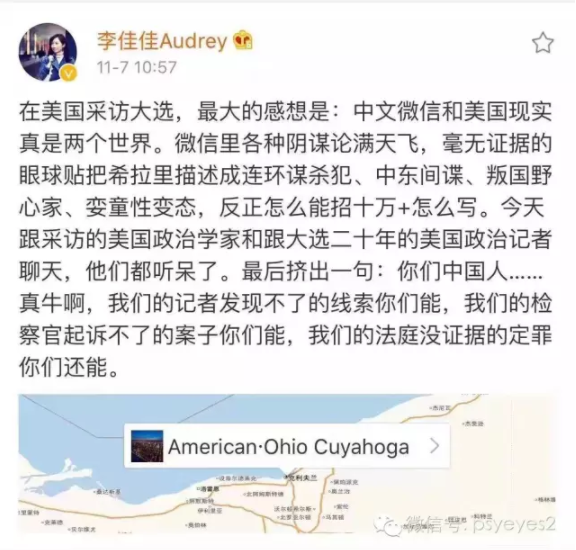 李佳佳Audrey
11-7 10:57
在美国采访大选，最大的感想是：中文微信和美国现实
真是两个世界。微信里各种阴谋论满天飞，毫无证据的
眼球贴把希拉里描述成连环谋杀犯、中东间谍、叛国野
心家、娈童性变态，反正怎么能招十万+怎么写。今天
跟采访的美国政治学家和跟大选二十年的美国政治记者
聊天，他们都听呆了。最后挤出一句：你们中国人……
真牛啊，我们的记者发现不了的线索你们能，我们的检
察官起诉不了的案子你们能，我们的法庭没证据的定罪
你们还能。
American·Ohio Cuyahoga
克利夫兰
微信号: psyeyes2